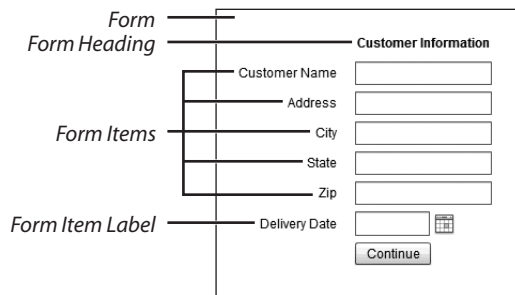 Form
Form Heading Customer Information
Customer Name
Address
Form Items City
State
Zip
Form Item Label Delivery Date
Continue